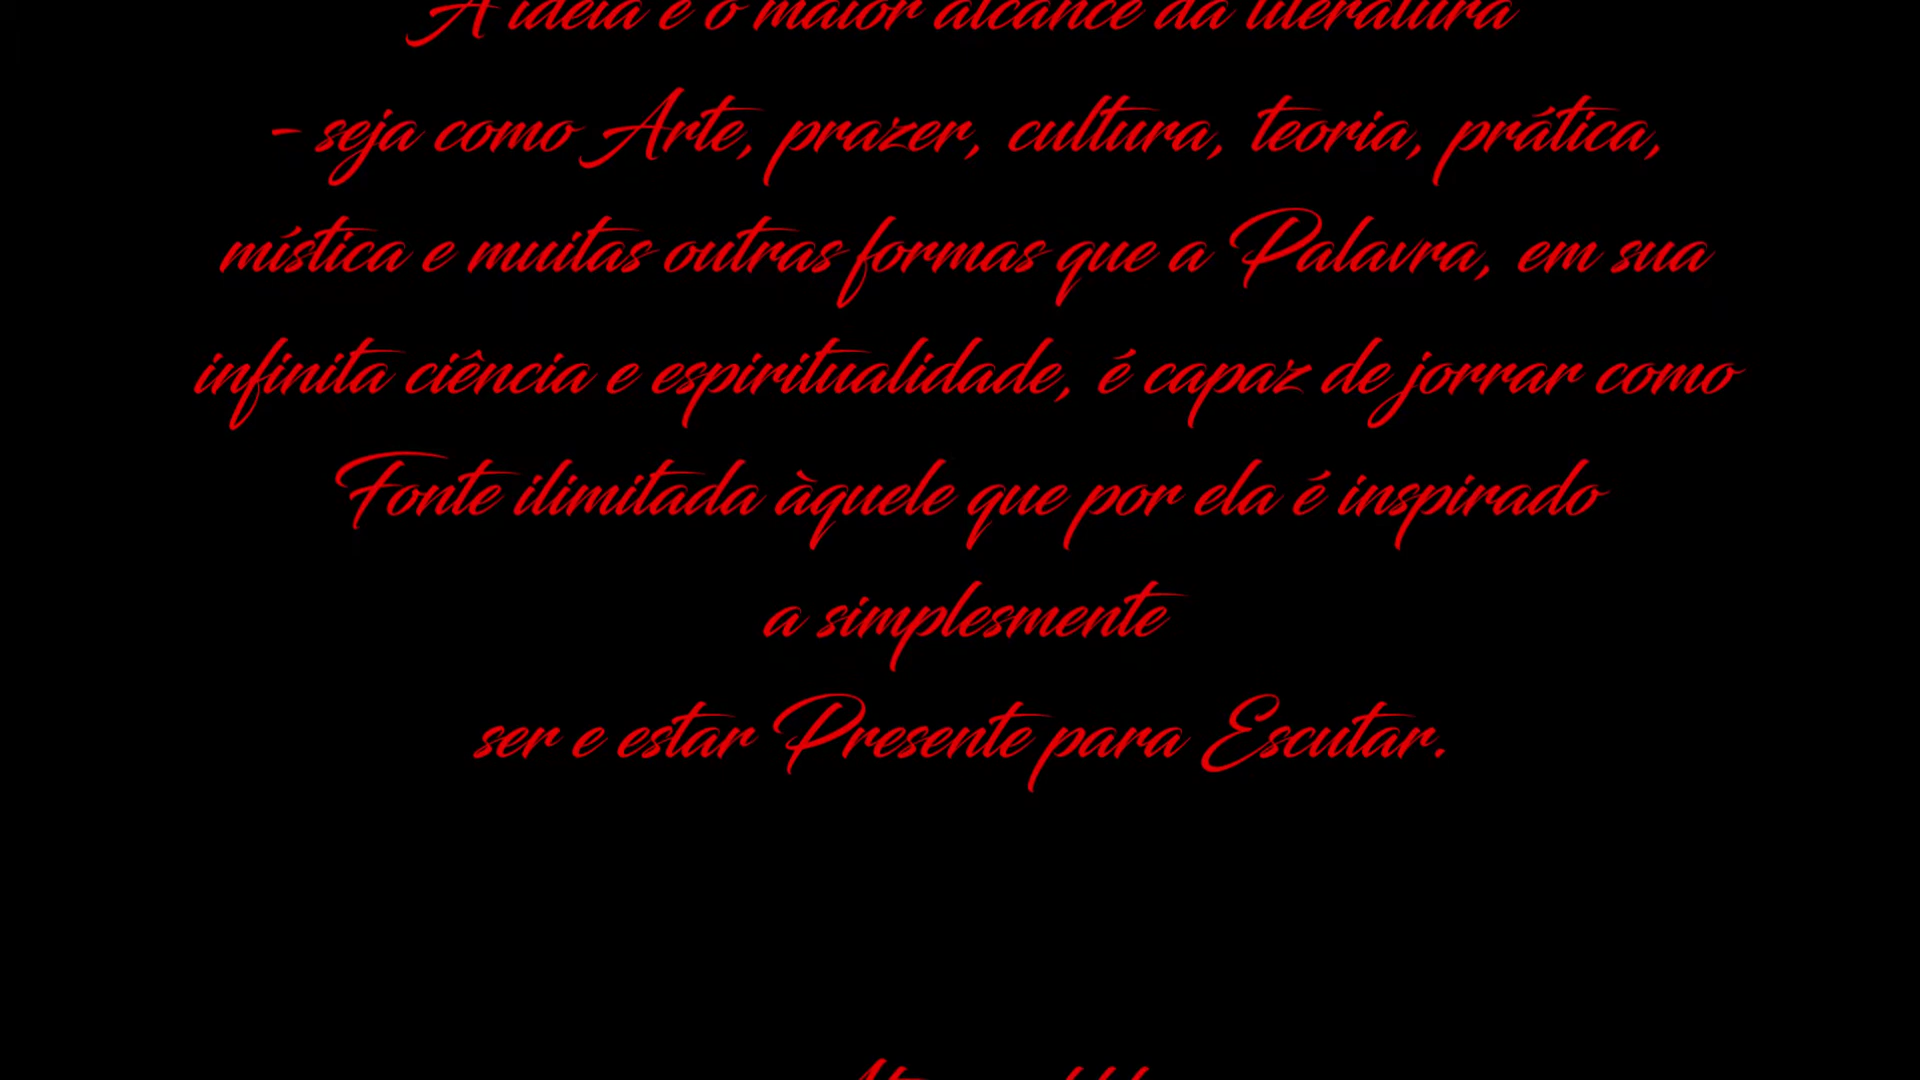 A ideia é o maior alcance da literatura
- seja como Arte, prazer, cultura, teoria, prática,
mística e muitas outras formas que a Palavra, em sua
infinita ciência e espiritualidade, é capaz de jorrar como
Fonte ilimitada àquele que por ela é inspirado
a simplesmente
ser e estar Presente para Escutar.